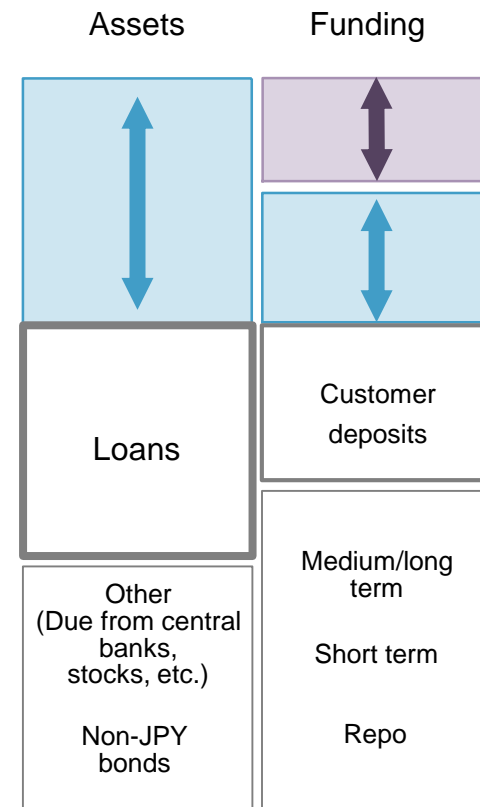 Assets
Funding
Loans
Customer
deposits
Other
(Due from central
banks,
stocks, etc.)
Non-JPY
bonds
Medium/long
term
Short term
Repo